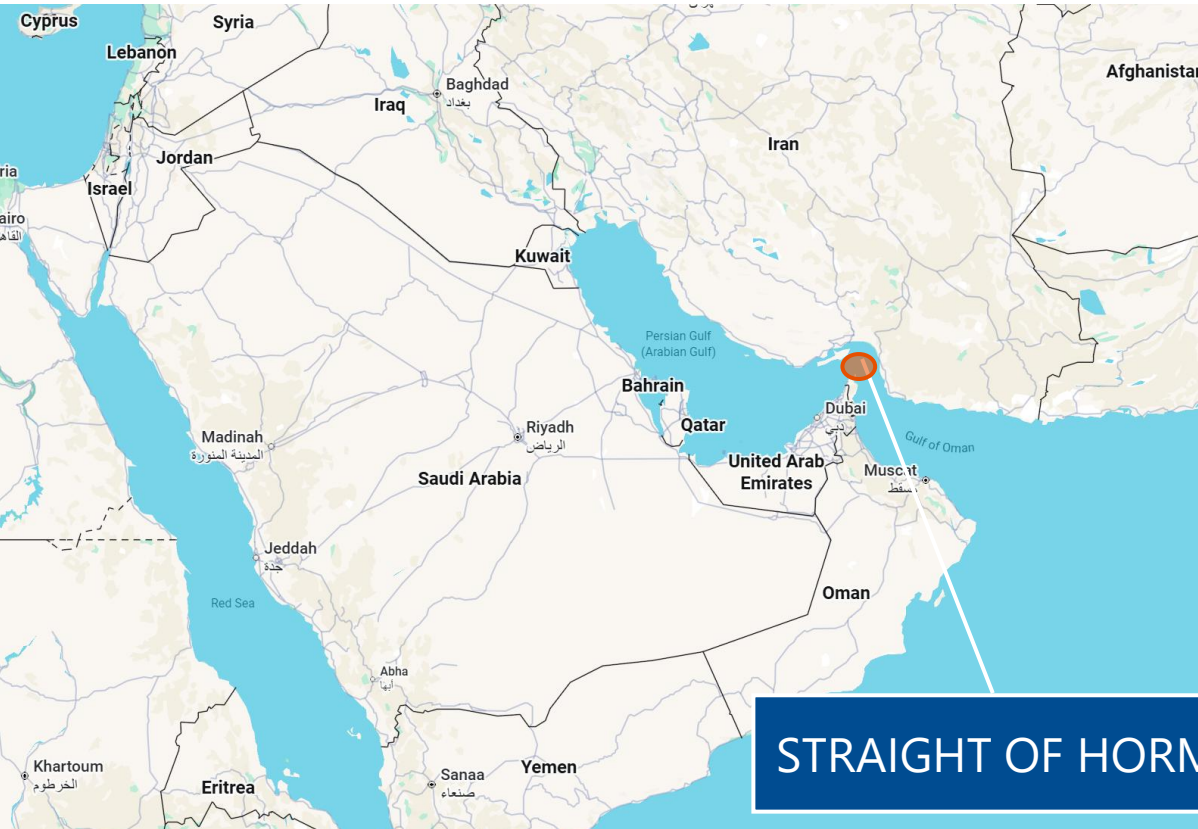 Cyprus
Syria
Lebanon
Baghdad
بغداد
Iraq
Afghanistan
Iran
Jordan
ria
Israel
airo
القاه
Kuwait
Persian Gulf
(Arabian Gulf)
Bahrain
Qatar
Dubai
دبي
Gulf of Oman
Madinah
المدينة المنورة
Riyadh
الرياض
Saudi Arabia
United Arab
Emirates
Muscat
مسقط
Jeddah
جدة
Red Sea
Oman
Abha
أبها
STRAIGHT OF HORM
Khartoum
الخرطوم
Eritrea
Sanaa
صنعاء
Yemen